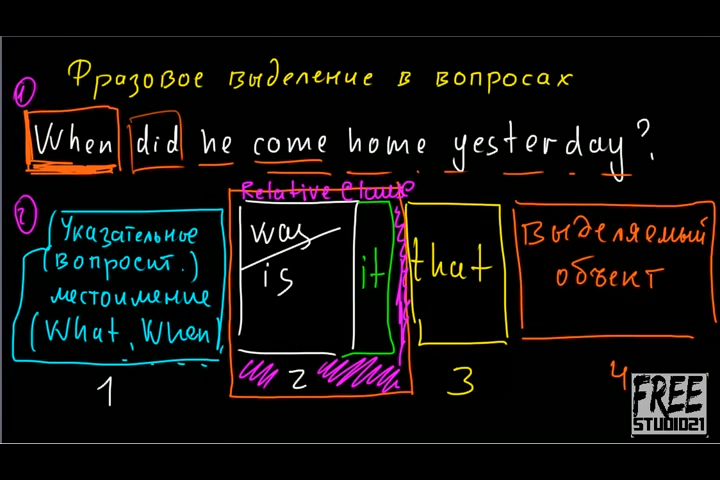 Фразовое выделение в вопросах
1
When did he come home yesterday?
2
Relative Clause
Указательное
(вопросит.)
местоимение
(What, When)
was
is
it
that
Выделяемый
объект
1
2
3
4
FREE
STUDIO21